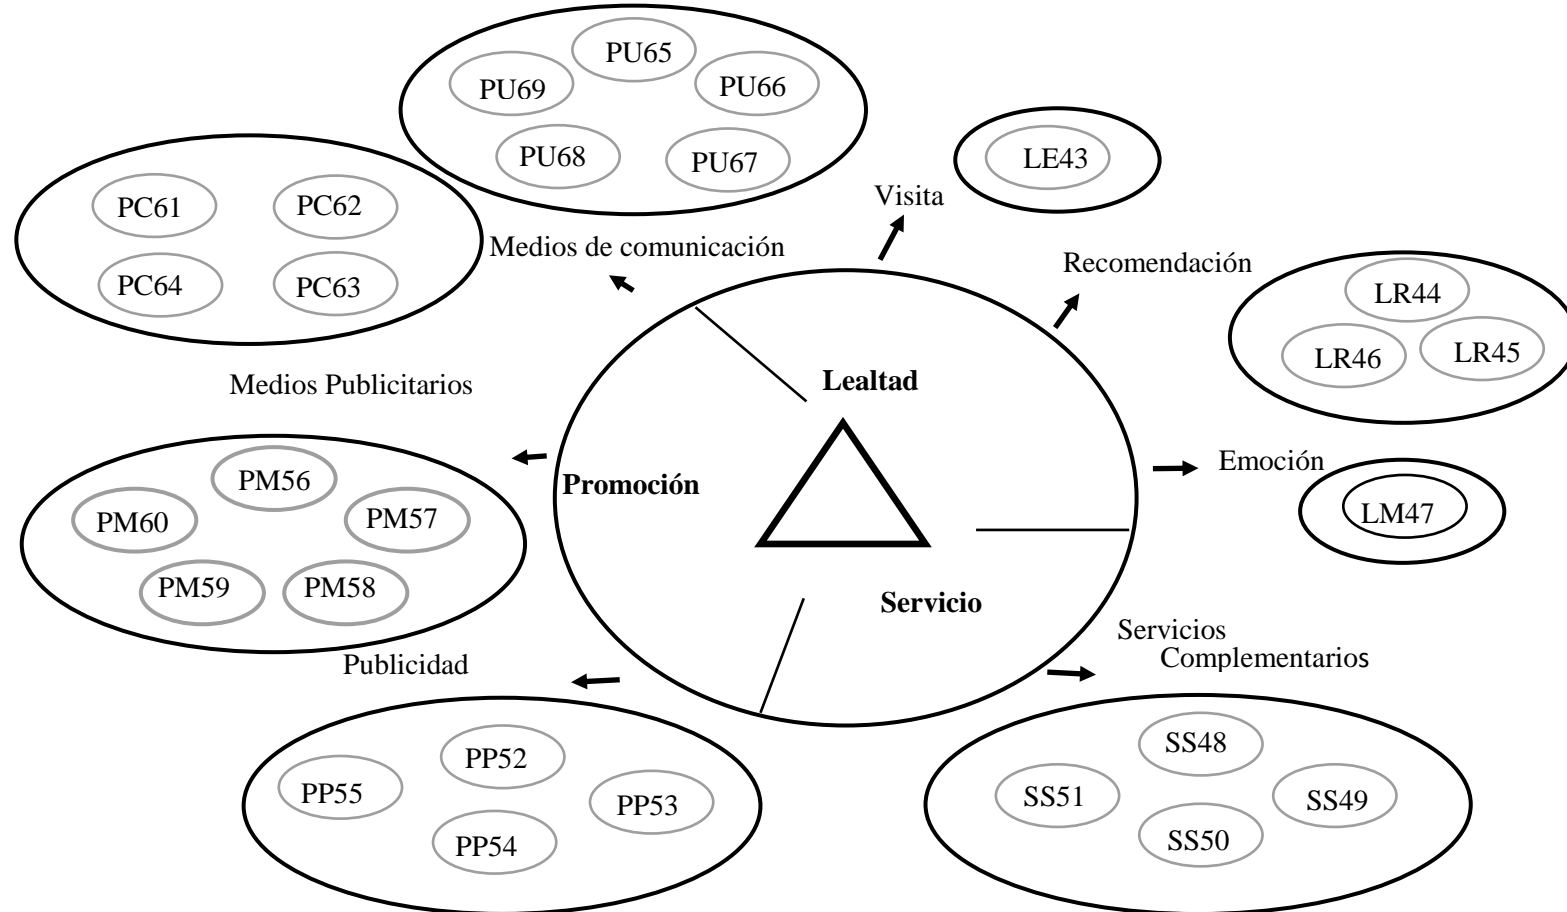 PU65
PU69
PU66
PU68
PU67
LE43
PC61
PC62
PC64
PC63
Visita
Medios de comunicación
Recomendación
LR44
LR46
LR45
Medios Publicitarios
Lealtad
Emoción
PM56
PM60
PM57
PM59
PM58
Promoción
LM47
Servicio
Servicios
Complementarios
Publicidad
PP52
PP55
PP53
PP54
SS48
SS51
SS49
SS50